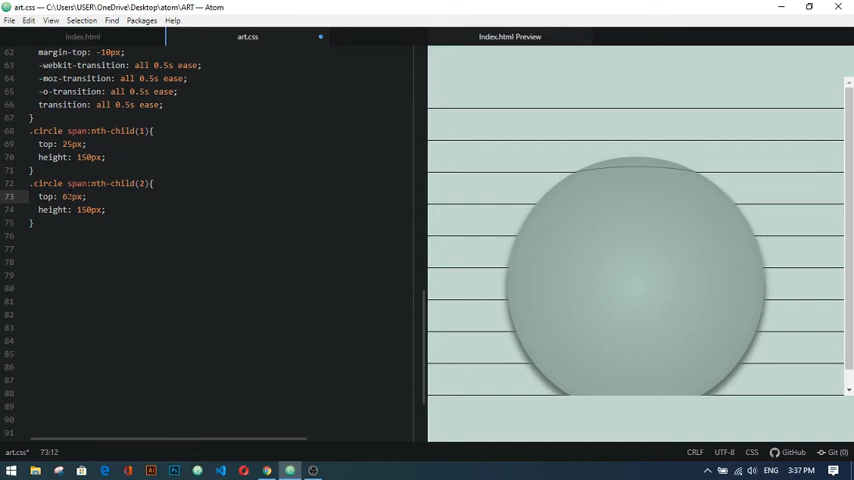 art.css — C:\Users\USER\OneDrive\Desktop\atom\ART — Atom
File Edit View Selection Find Packages Help
Index.html art.css Index.html Preview
62 margin-top: -10px;
63 -webkit-transition: all 0.5s ease;
64 -moz-transition: all 0.5s ease;
65 -o-transition: all 0.5s ease;
66 transition: all 0.5s ease;
67 }
68 .circle span:nth-child(1){
69 top: 25px;
70 height: 150px;
71 }
72 .circle span:nth-child(2){
73 top: 62px;
74 height: 150px;
75 }
76
77
78
79
80
81
82
83
84
85
86
87
88
89
90
91
art.css* 73:12 CRLF UTF-8 CSS GitHub Git (0)
ENG 3:37 PM